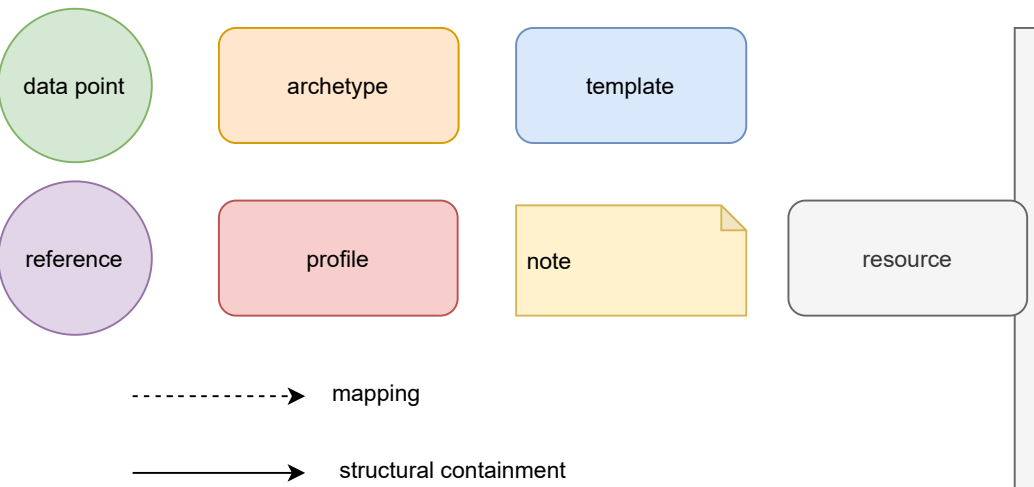 data point
archetype
template
reference
profile
note
resource
mapping
structural containment